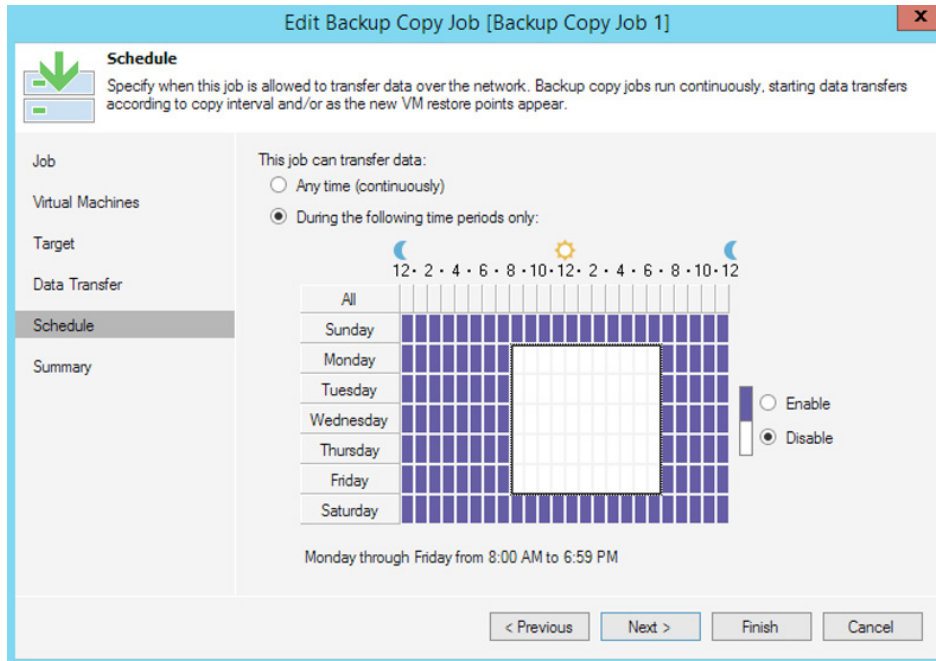 Edit Backup Copy Job [Backup Copy Job 1]
x
Schedule
Specify when this job is allowed to transfer data over the network. Backup copy jobs run continuously, starting data transfers
according to copy interval and/or as the new VM restore points appear.
Job
Virtual Machines
Target
Data Transfer
Schedule
Summary
This job can transfer data:
Any time (continuously)
During the following time periods only:
12 · 2 · 4 · 6 · 8 · 10 · 12 · 2 · 4 · 6 · 8 · 10 · 12
All
Sunday
Monday
Tuesday
Wednesday
Thursday
Friday
Saturday
Enable
Disable
Monday through Friday from 8:00 AM to 6:59 PM
< Previous
Next >
Finish
Cancel